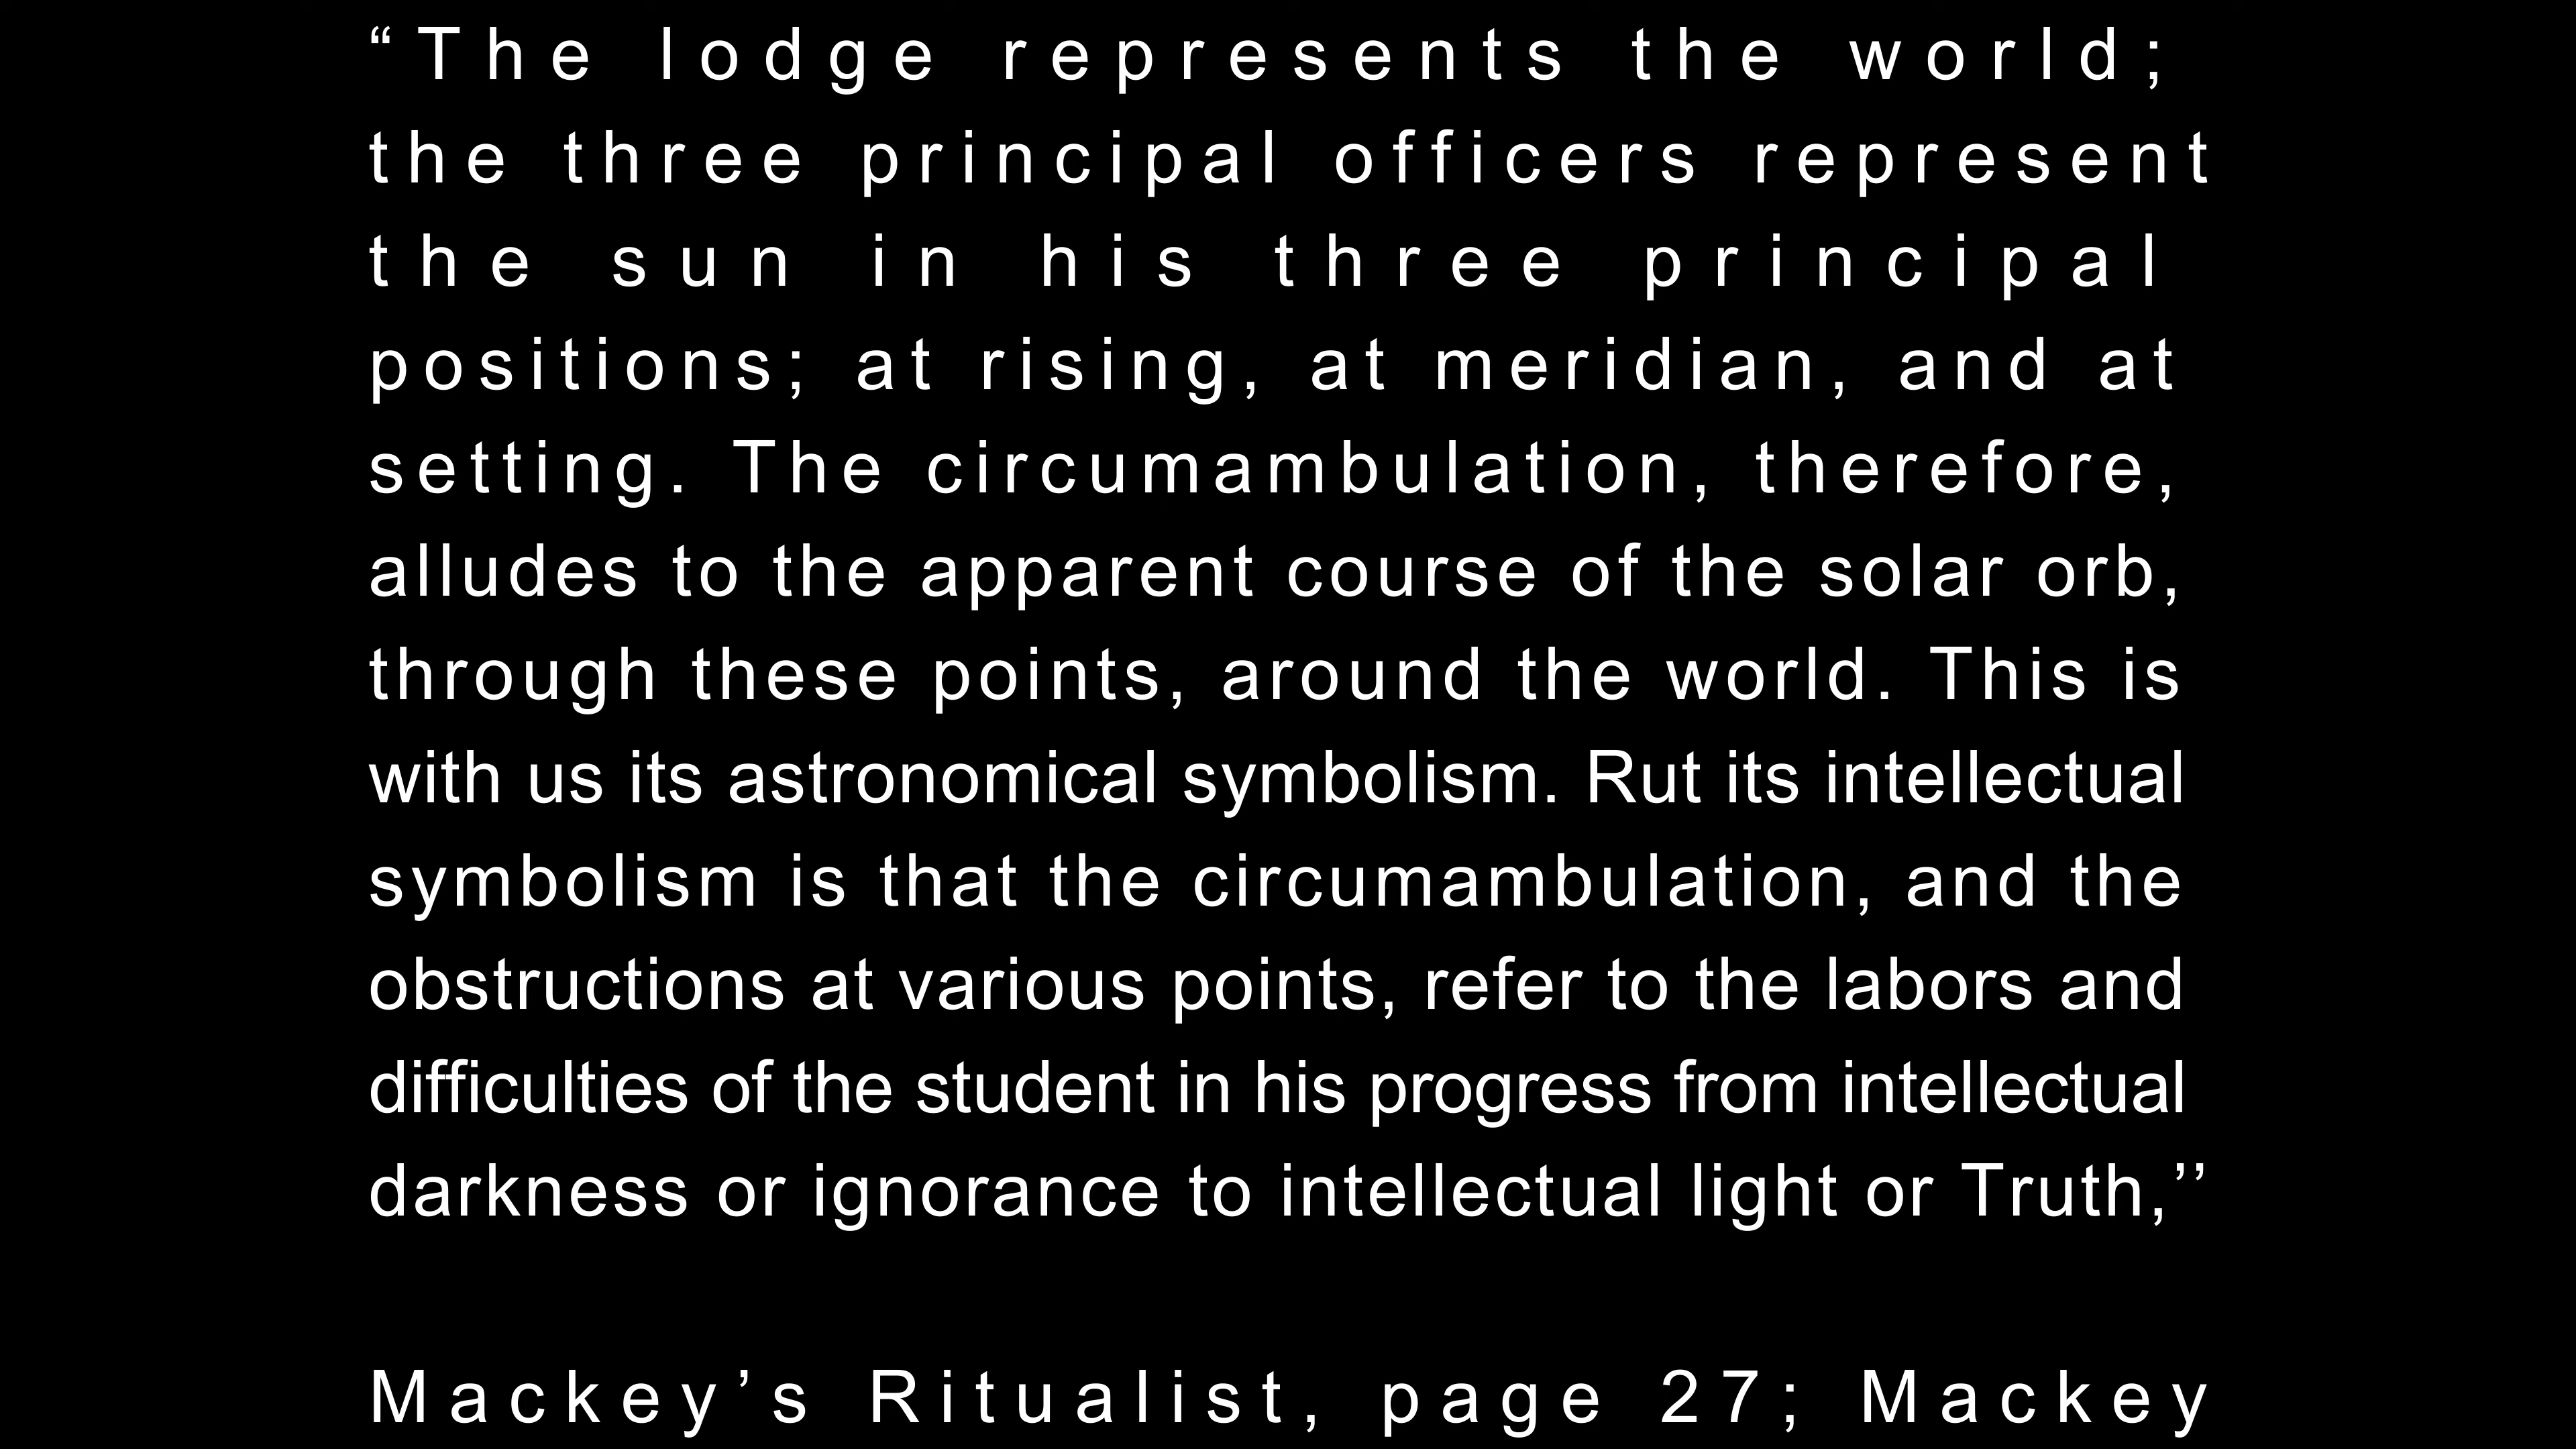 “The lodge represents the world;
the three principal officers represent
the sun in his three principal
positions; at rising, at meridian, and at
setting. The circumambulation, therefore,
alludes to the apparent course of the solar orb,
through these points, around the world. This is
with us its astronomical symbolism. Rut its intellectual
symbolism is that the circumambulation, and the
obstructions at various points, refer to the labors and
difficulties of the student in his progress from intellectual
darkness or ignorance to intellectual light or Truth,’’
Mackey’s Ritualist, page 27; Mackey